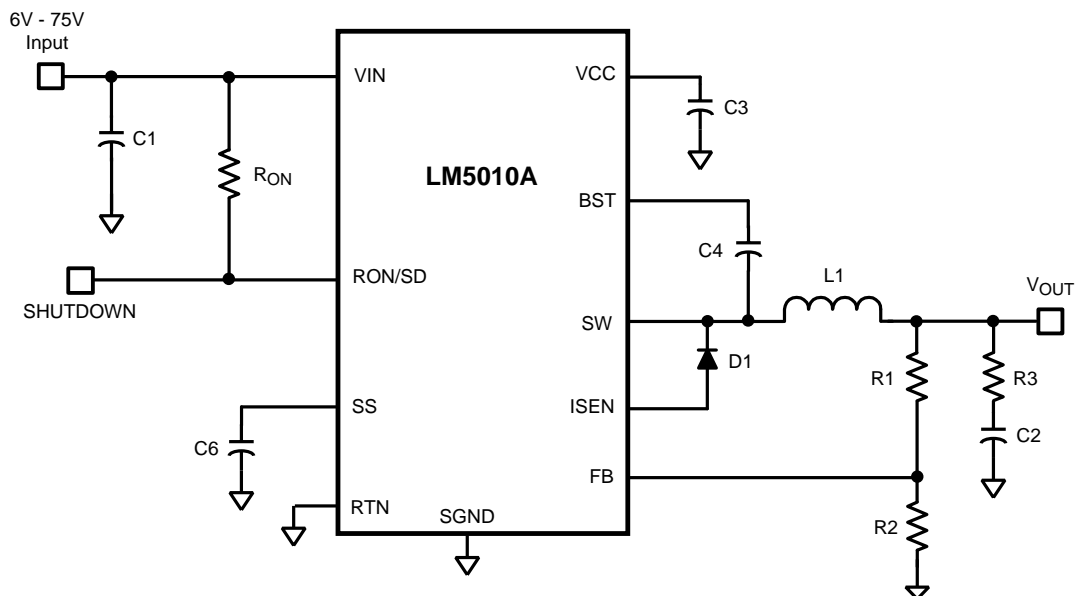 6V - 75V
Input
VIN
VCC
C3
C1
RON
LM5010A
BST
C4
L1
VOUT
SHUTDOWN
RON/SD
SW
D1
R1
R3
ISEN
C2
SS
C6
FB
RTN
SGND
R2